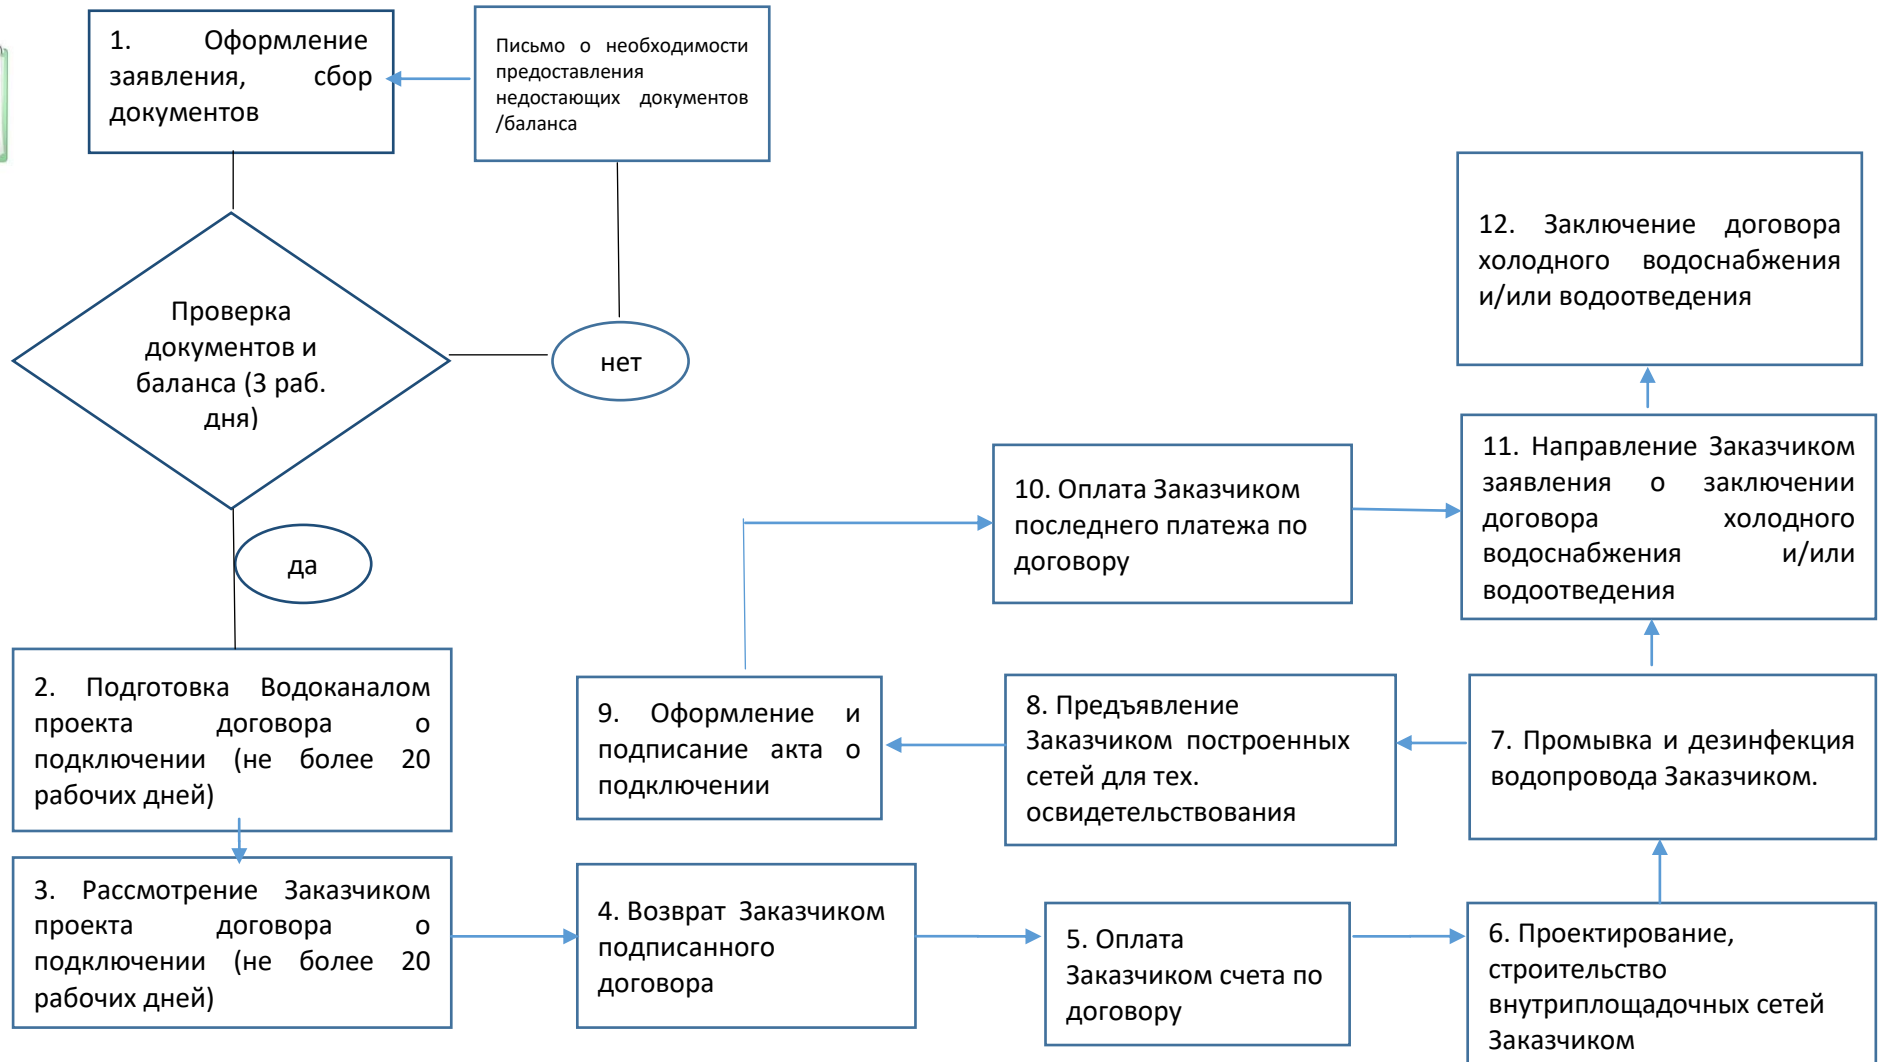 1. Оформление
заявления, сбор
документов
Письмо о необходимости
предоставления
недостающих документов
/баланса
Проверка
документов и
баланса (3 раб.
дня)
нет
да
2. Подготовка Водоканалом
проекта договора о
подключении (не более 20
рабочих дней)
3. Рассмотрение Заказчиком
проекта договора о
подключении (не более 20
рабочих дней)
4. Возврат Заказчиком
подписанного
договора
5. Оплата
Заказчиком счета по
договору
6. Проектирование,
строительство
внутриплощадочных сетей
Заказчиком
7. Промывка и дезинфекция
водопровода Заказчиком.
8. Предъявление
Заказчиком построенных
сетей для тех.
освидетельствования
9. Оформление и
подписание акта о
подключении
10. Оплата Заказчиком
последнего платежа по
договору
11. Направление Заказчиком
заявления о заключении
договора холодного
водоснабжения и/или
водоотведения
12. Заключение договора
холодного водоснабжения
и/или водоотведения